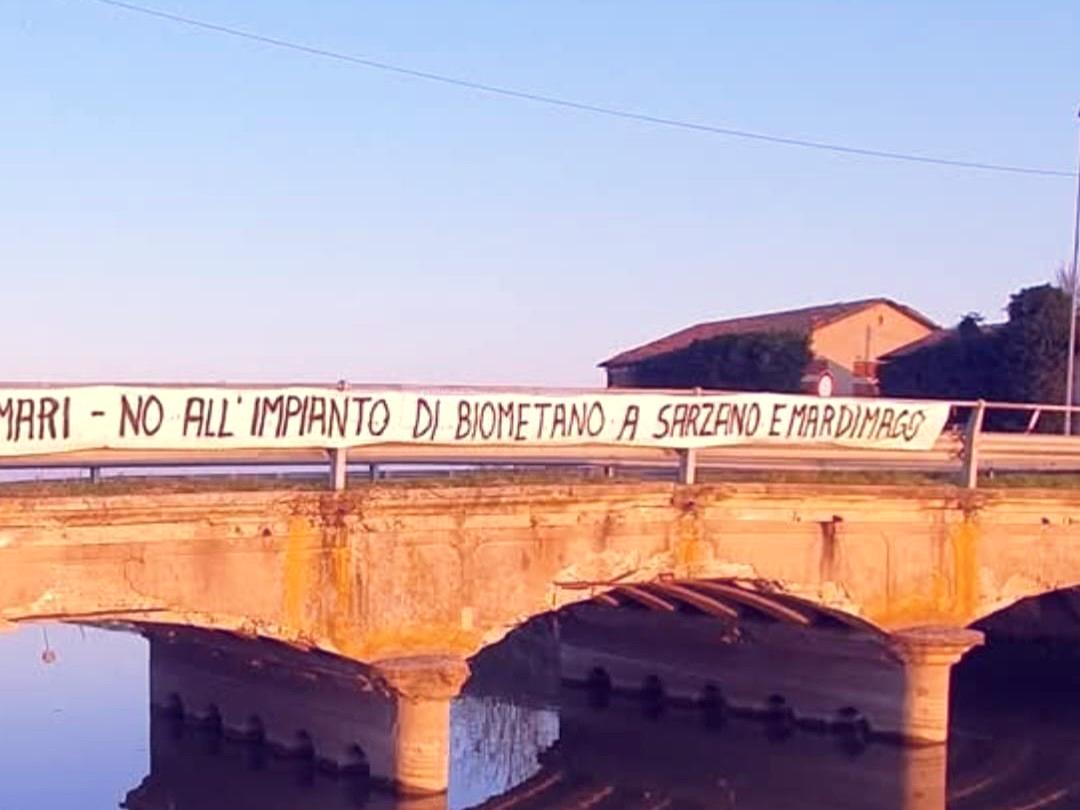 MARI - NO ALL'IMPIANTO DI BIOMETANO A SARZANO E MARDIMAGO